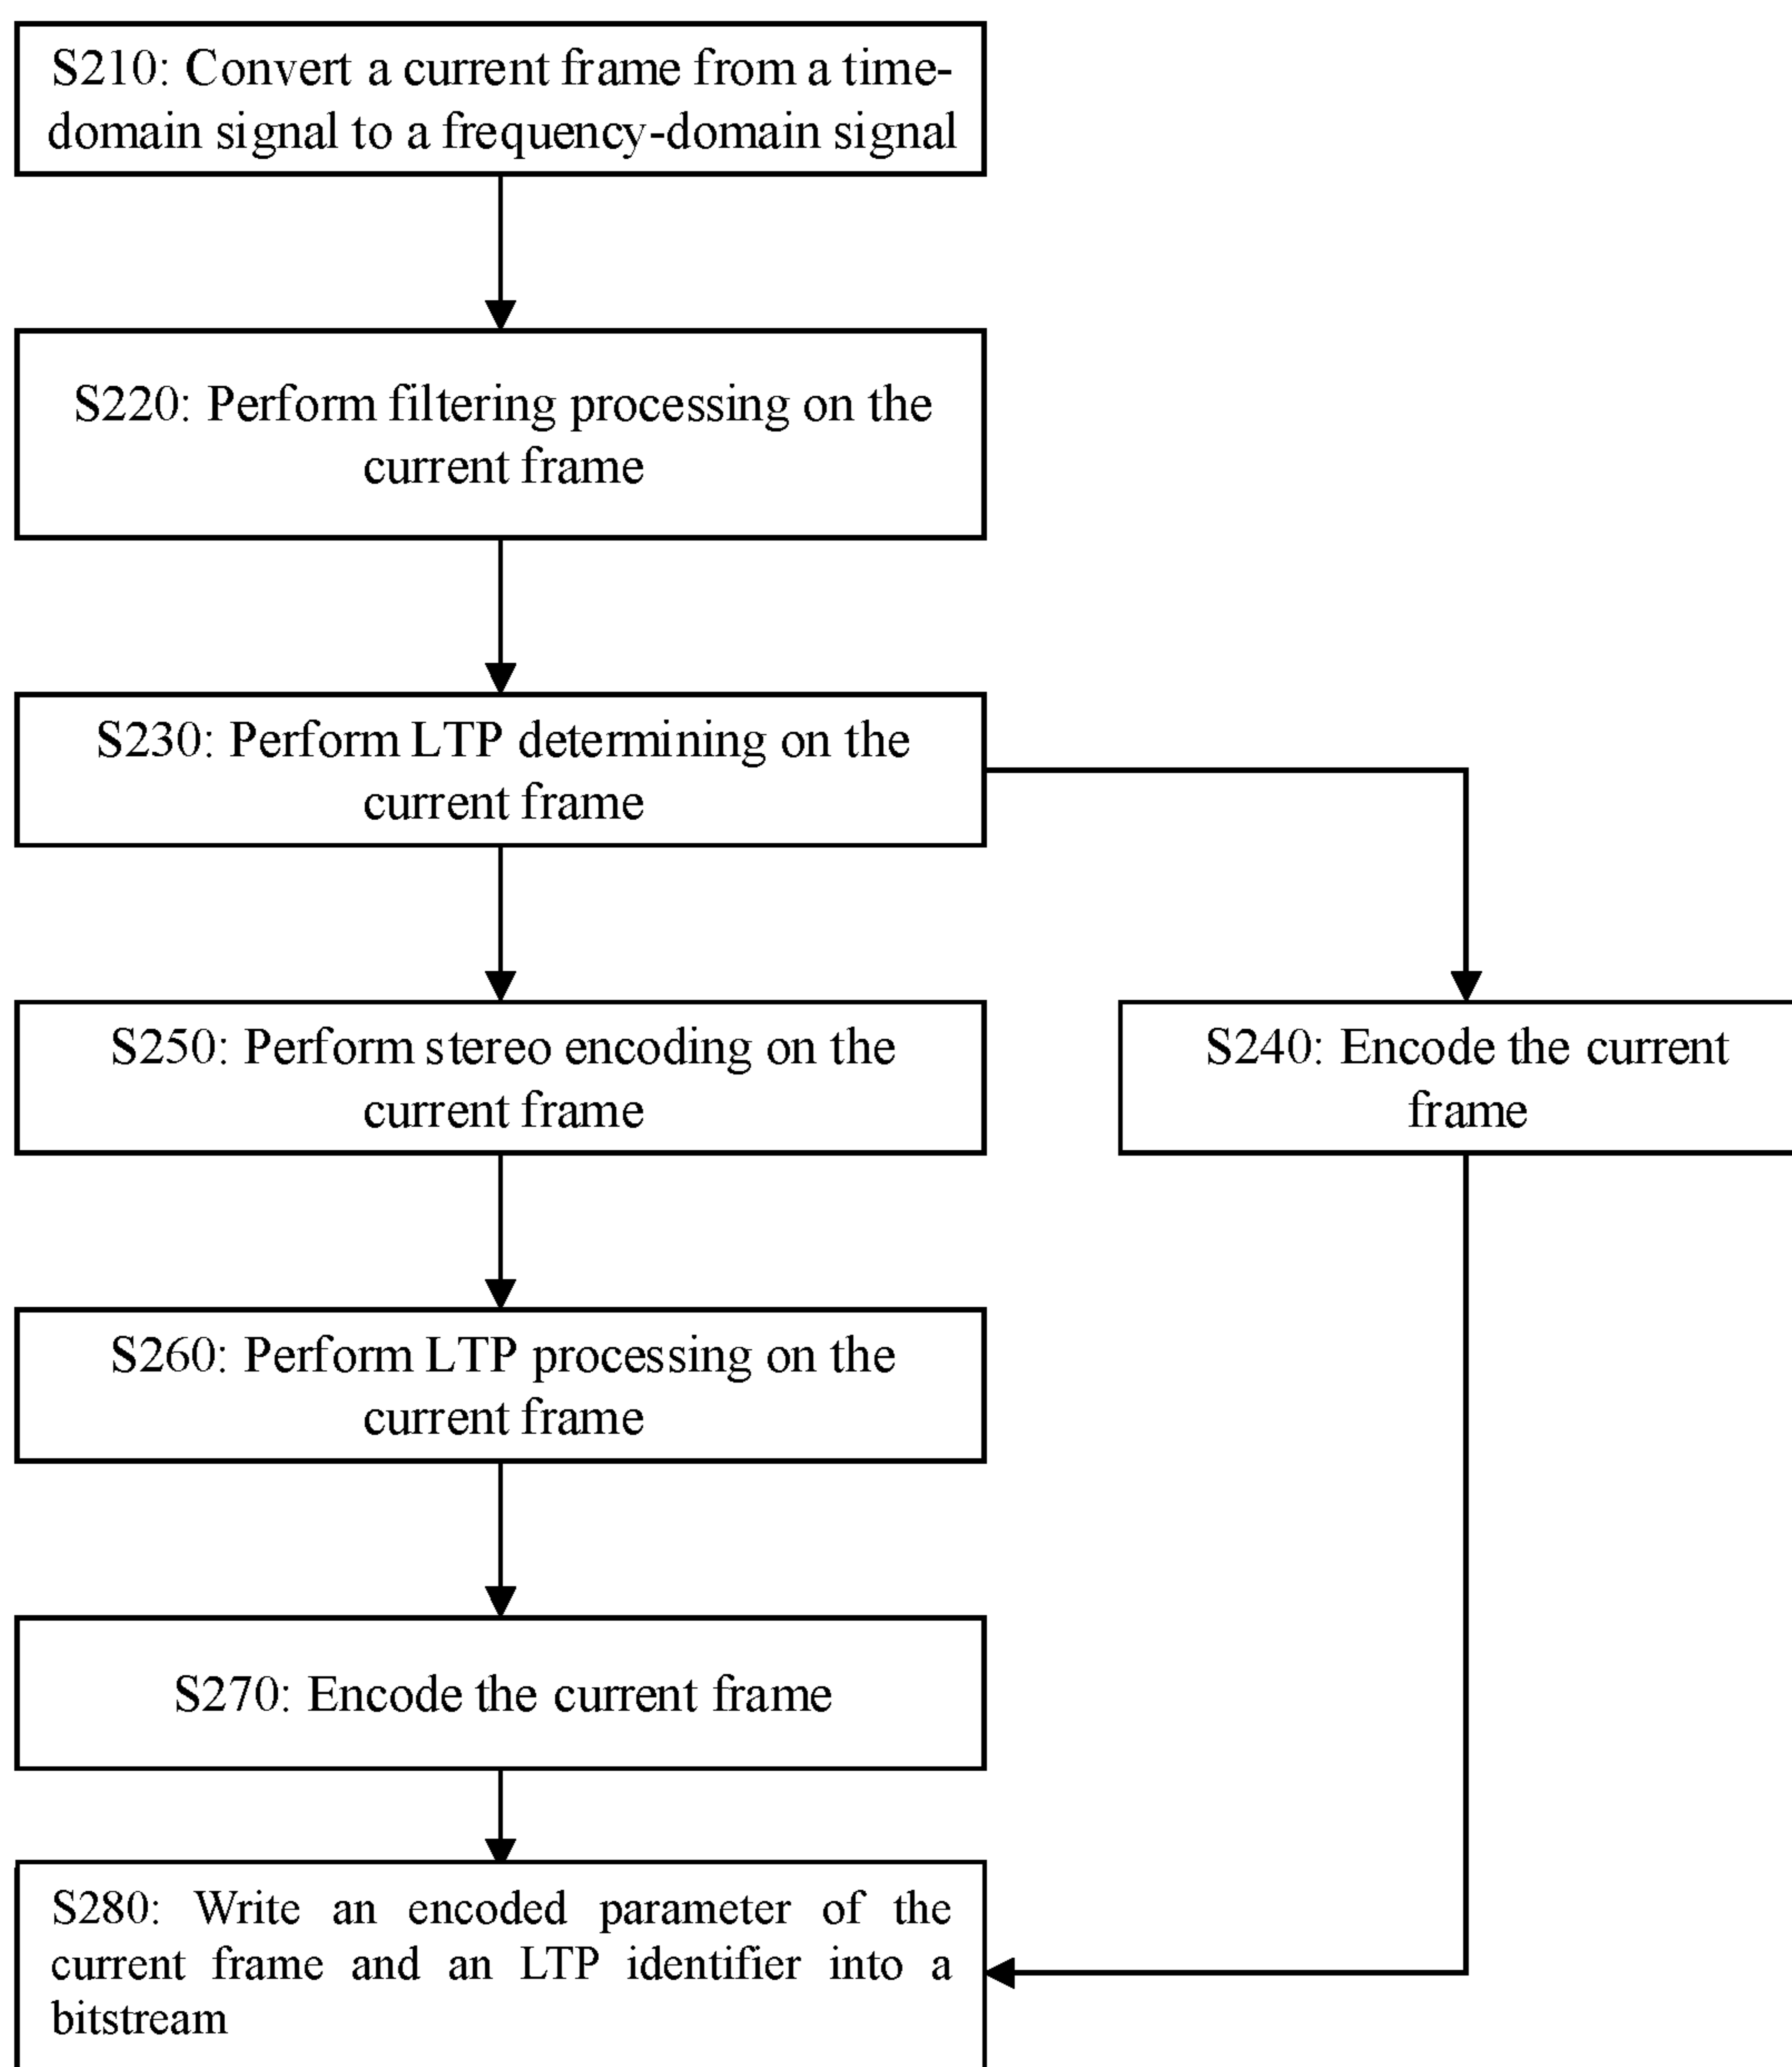 S210: Convert a current frame from a time-
domain signal to a frequency-domain signal
S220: Perform filtering processing on the
current frame
S230: Perform LTP determining on the
current frame
S250: Perform stereo encoding on the
current frame
S240: Encode the current
frame
S260: Perform LTP processing on the
current frame
S270: Encode the current frame
S280: Write an encoded parameter of the
current frame and an LTP identifier into a
bitstream